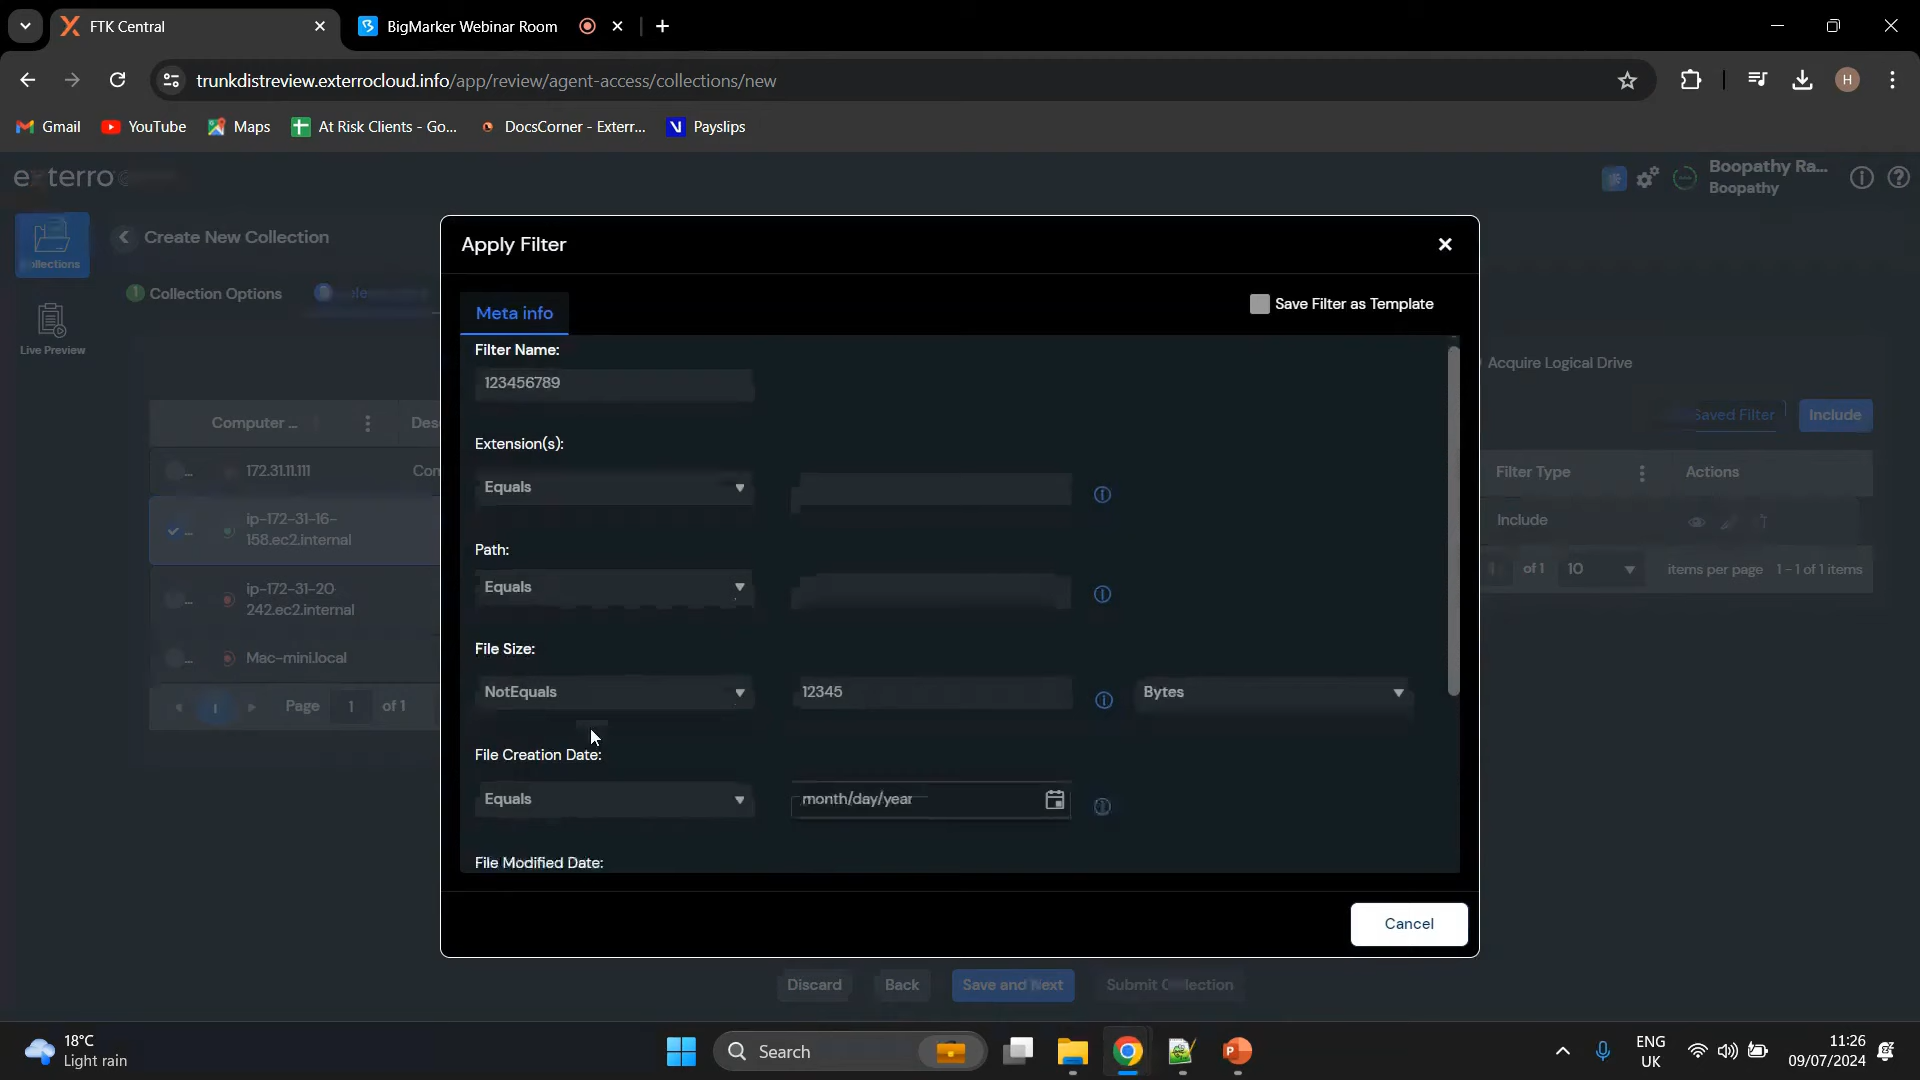 FTK Central
BigMarker Webinar Room
trunkdistreview.exterrocloud.info/app/review/agent-access/collections/new
H
Gmail
YouTube
Maps
At Risk Clients - Go...
DocsCorner - Exterr...
Payslips
Boopathy Ra...
Boopathy
Create New Collection
Live Preview
1 Collection Options
Apply Filter
Meta info
Save Filter as Template
Filter Name:
123456789
Extension(s):
Equals
Path:
Equals
File Size:
NotEquals
12345
Bytes
File Creation Date:
Equals
month/day/year
File Modified Date:
Cancel
Computer ...
172.31.11.111
ip-172-31-16-
158.ec2.internal
ip-172-31-20
242.ec2.internal
Mac-mini.local
1
Page
1
of 1
Acquire Logical Drive
Saved Filter
Include
Filter Type
Actions
Include
of 1
10
items per page
1 - 1 of 1 items
Discard
Back
Save and Next
18°C
Light rain
Search
ENG
UK
11:26
09/07/2024